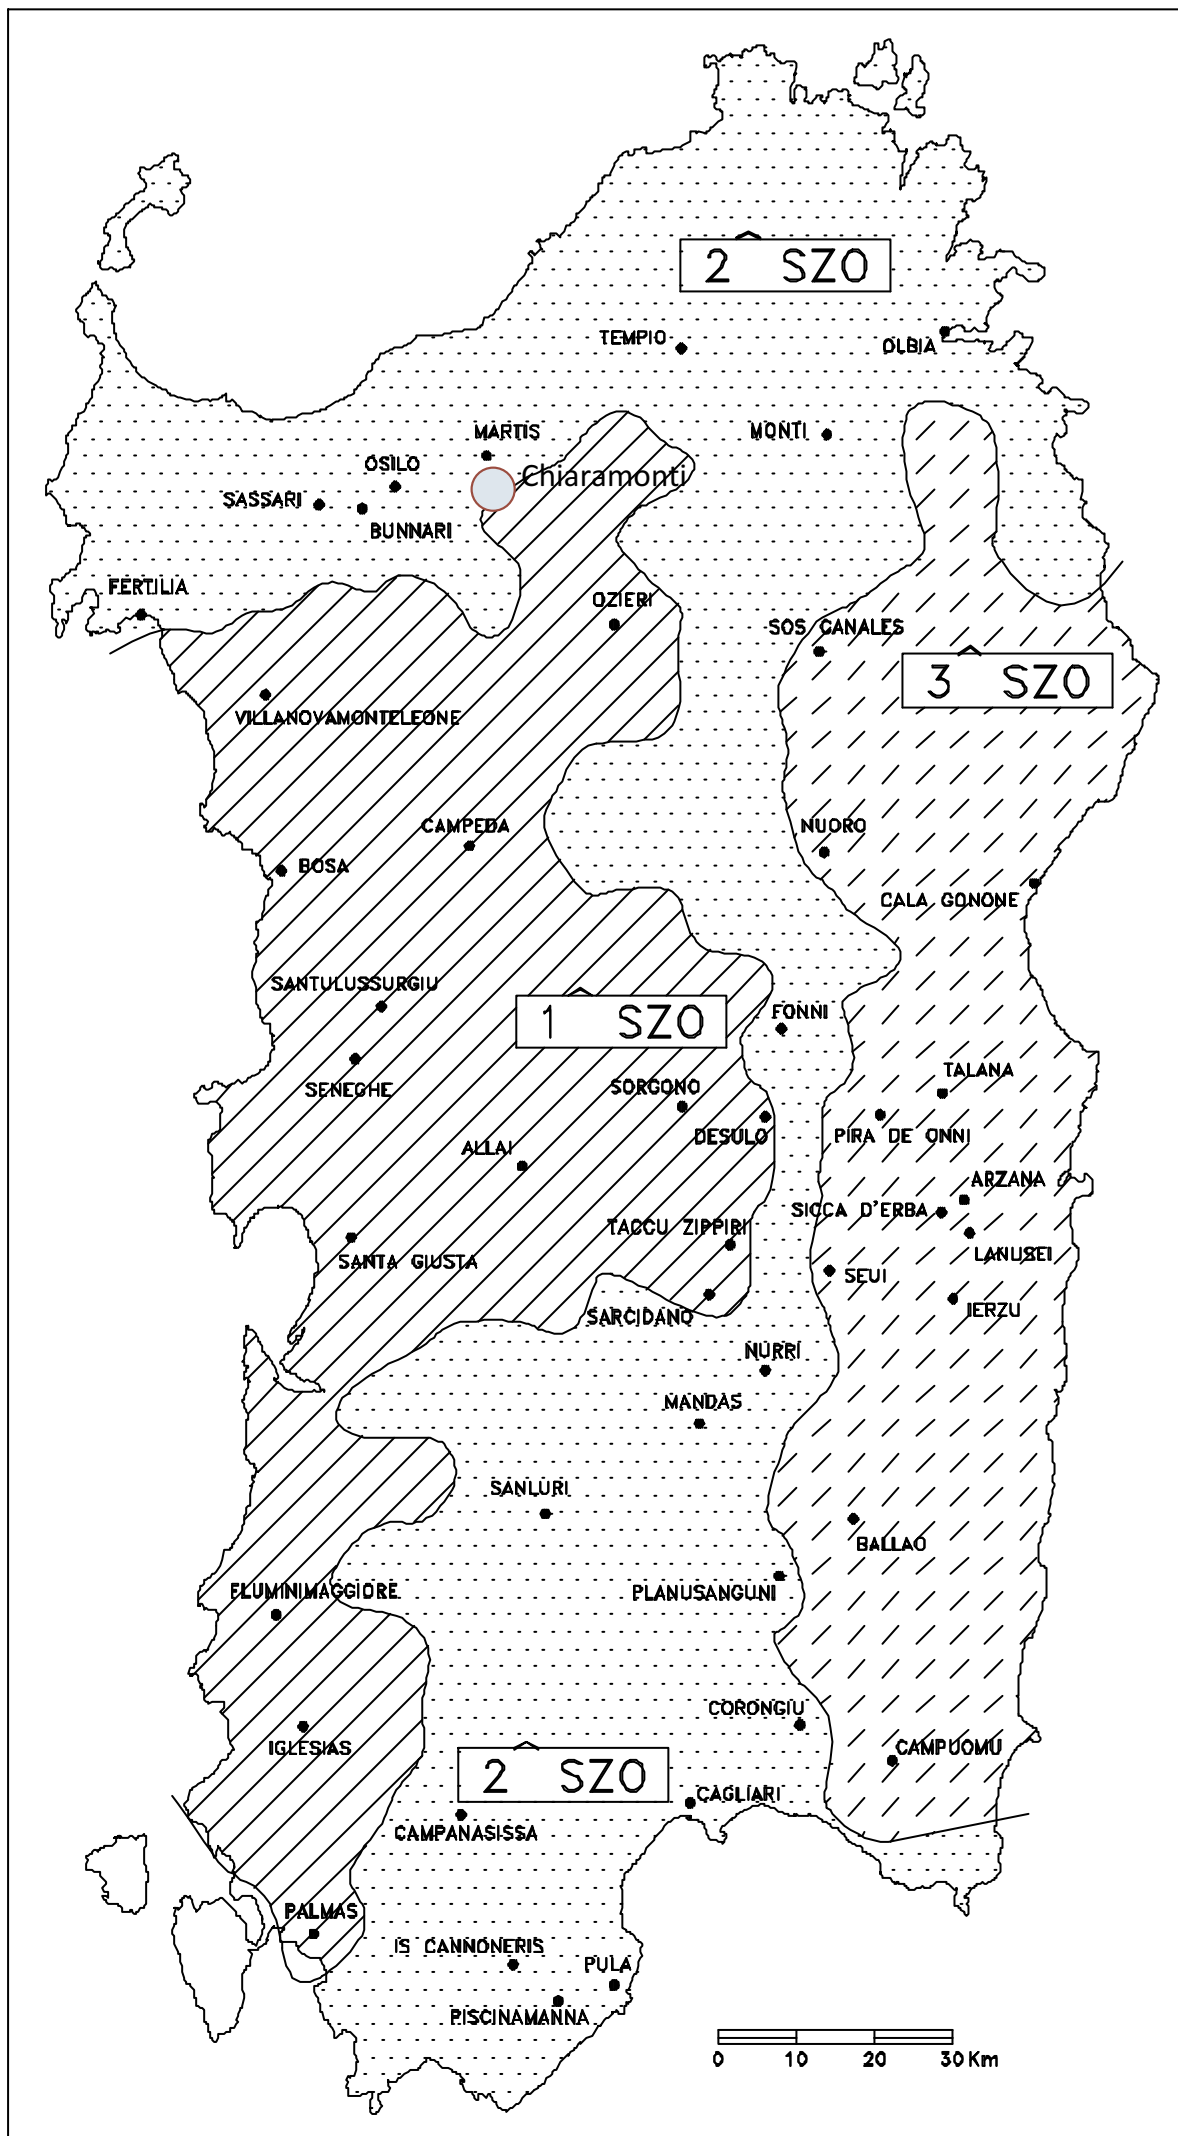 2^ SZO
TEMPIO
OLBIA
MARTIS
MONTI
OSILO
Chiaramonti
SASSARI
BUNNARI
FERTILIA
OZIERI
SOS CANALES
3^ SZO
VILLANOVAMONTELEONE
CAMPEDA
NUORO
BOSA
CALA GONONE
SANTULUSSURGIU
1^ SZO
FONNI
TALANA
SENEGHE
SORGONO
DESULO
PIRA DE ONNI
ALLAI
ARZANA
SICCA D'ERBA
TACCU ZIPPIRI
LANUSEI
SANTA GIUSTA
SEUI
IERZU
SARCIDANO
NURRI
MANDAS
SANLURI
BALLAO
FLUMINIMAGGIORE
PLANUSANGUNI
CORONGIU
IGLESIAS
CAMPUOMU
2^ SZO
CAGLIARI
CAMPANASISSA
PALMAS
IS CANNONERIS
PULA
PISCINAMANNA
0 10 20 30 Km